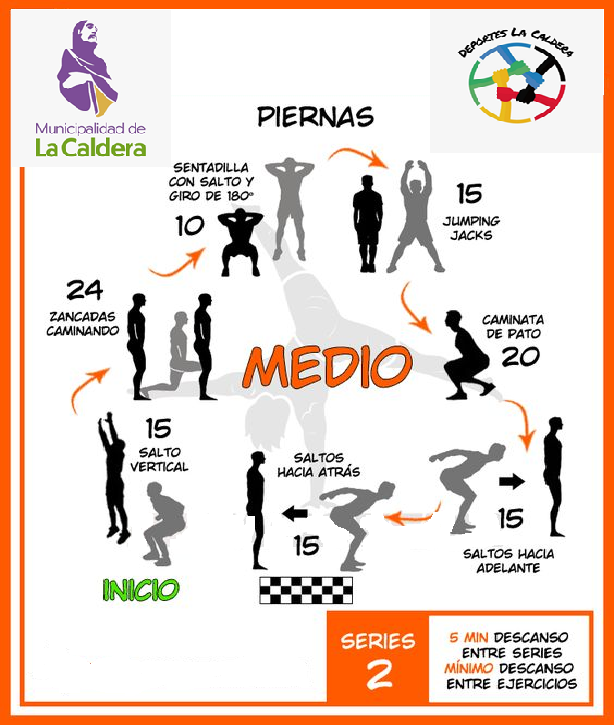 Municipalidad de
La Caldera
DEPORTES LA CALDERA
PIERNAS
INICIO
15
SALTO
VERTICAL
24
ZANCADAS
CAMINANDO
SENTADILLA
CON SALTO Y
GIRO DE 180°
10
15
JUMPING
JACKS
CAMINATA
DE PATO
20
MEDIO
15
SALTOS HACIA
ADELANTE
SALTOS
HACIA ATRÁS
15
SERIES
2
5 MIN DESCANSO
ENTRE SERIES
MÍNIMO DESCANSO
ENTRE EJERCICIOS